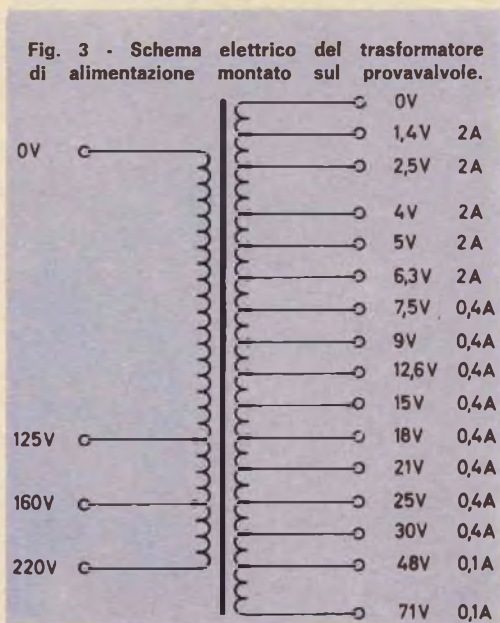 Fig. 3 - Schema elettrico del trasformatore
di alimentazione montato sul provavalvole.
0V
125V
160V
220V
0V
1,4V 2A
2,5V 2A
4V 2A
5V 2A
6,3V 2A
7,5V 0,4A
9V 0,4A
12,6V 0,4A
15V 0,4A
18V 0,4A
21V 0,4A
25V 0,4A
30V 0,4A
48V 0,1A
71V 0,1A